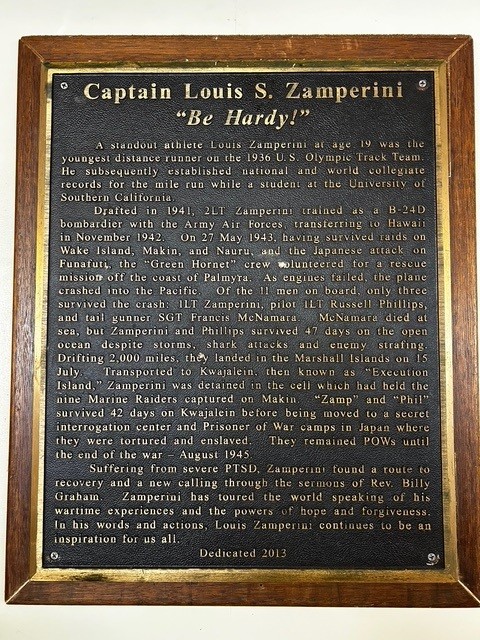 Captain Louis S. Zamperini
“Be Hardy!”
A standout athlete Louis Zamperini at age 19 was the
youngest distance runner on the 1936 U.S. Olympic Track Team.
He subsequently established national and world collegiate
records for the mile run while a student at the University of
Southern California.
Drafted in 1941, 2LT Zamperini trained as a B-24D
bombardier with the Army Air Forces, transferring to Hawaii
in November 1942. On 27 May 1943, having survived raids on
Wake Island, Makin, and Nauru, and the Japanese attack on
Funafuti, the “Green Hornet” crew volunteered for a rescue
mission off the coast of Palmyra. As engines failed, the plane
crashed into the Pacific. Of the 11 men on board, only three
survived the crash: 1LT Zamperini, pilot 1LT Russell Phillips,
and tail gunner SGT Francis McNamara. McNamara died at
sea, but Zamperini and Phillips survived 47 days on the open
ocean despite storms, shark attacks and enemy strafing.
Drifting 2,000 miles, they landed in the Marshall Islands on 15
July. Transported to Kwajalein, then known as “Execution
Island,” Zamperini was detained in the cell which had held the
nine Marine Raiders captured on Makin. “Zamp” and “Phil”
survived 42 days on Kwajalein before being moved to a secret
interrogation center and Prisoner of War camps in Japan where
they were tortured and enslaved. They remained POWs until
the end of the war – August 1945.
Suffering from severe PTSD, Zamperini found a route to
recovery and a new calling through the sermons of Rev. Billy
Graham. Zamperini has toured the world speaking of his
wartime experiences and the powers of hope and forgiveness.
In his words and actions, Louis Zamperini continues to be an
inspiration for us all.
Dedicated 2013